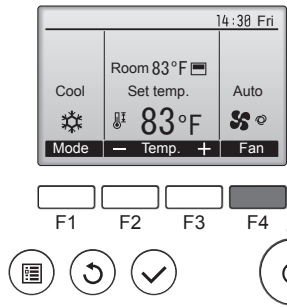 14:30 Fri
Room 83°F
Cool Set temp. Auto
83°F
Mode — Temp. + Fan
F1 F2 F3 F4